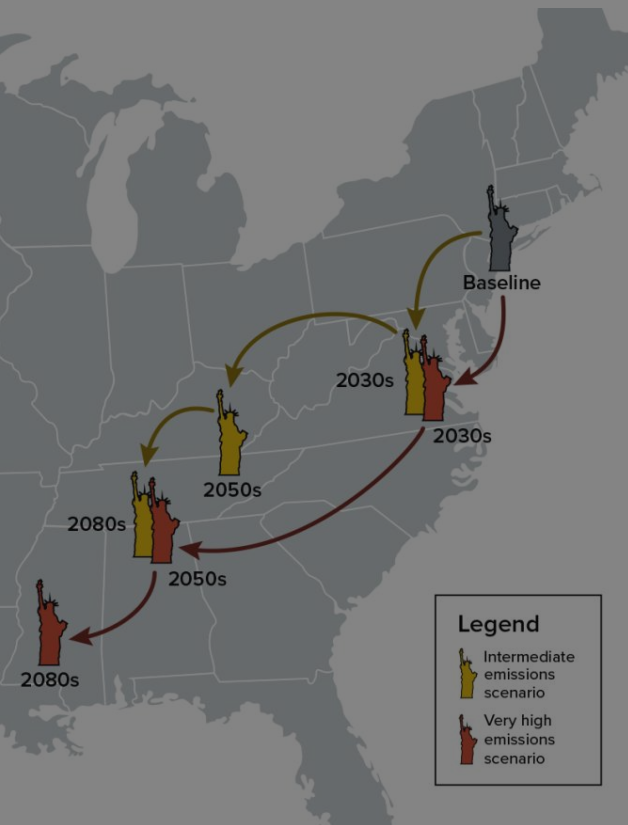 Baseline
2030s
2030s
2050s
2080s
2050s
2080s
Legend
Intermediate
emissions
scenario
Very high
emissions
scenario